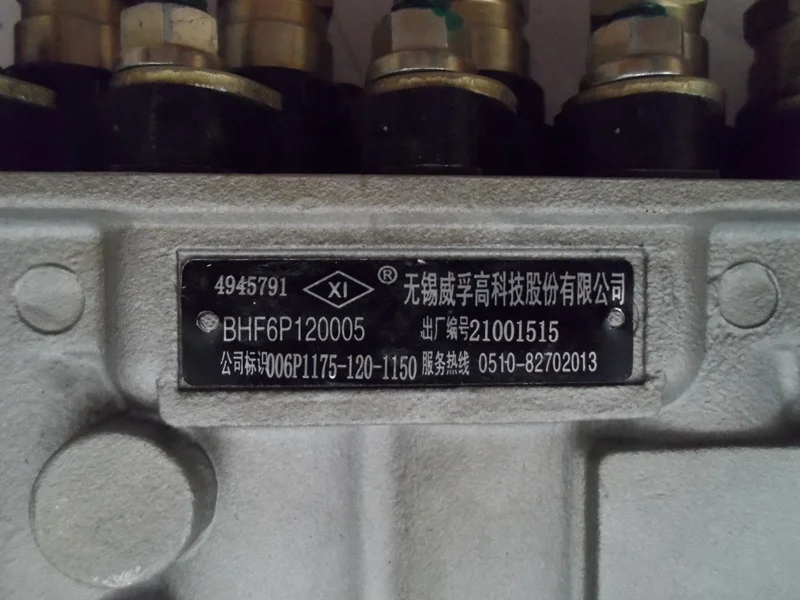 4945791 XI ® 无锡威孚高科技股份有限公司
BHF6P120005 出厂编号21001515
公司标识006P1175-120-1150 服务热线 0510-82702013